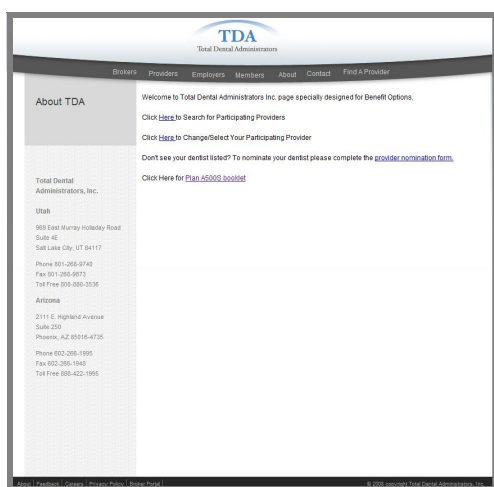 TDA
Total Dental Administrators
Brokers Providers Employers Members About Contact Find A Provider
About TDA
Welcome to Total Dental Administrators Inc. page specially designed for Benefit Options.
Click Here to Search for Participating Providers
Click Here to Change/Select Your Participating Provider
Don't see your dentist listed? To nominate your dentist please complete the provider nomination form.
Click Here for Plan A500S booklet
Total Dental
Administrators, Inc.
Utah
969 East Murray Holladay Road
Suite 4E
Salt Lake City, UT 84117
Phone 801-268-9740
Fax 801-268-9873
Toll Free 800-880-3536
Arizona
2111 E. Highland Avenue
Suite 250
Phoenix, AZ 85016-4735
Phone 602-266-1995
Fax 602-266-1948
Toll Free 888-422-1995
About | Feedback | Careers | Privacy Policy | Broker Portal |
© 2008 copyright Total Dental Administrators, Inc.